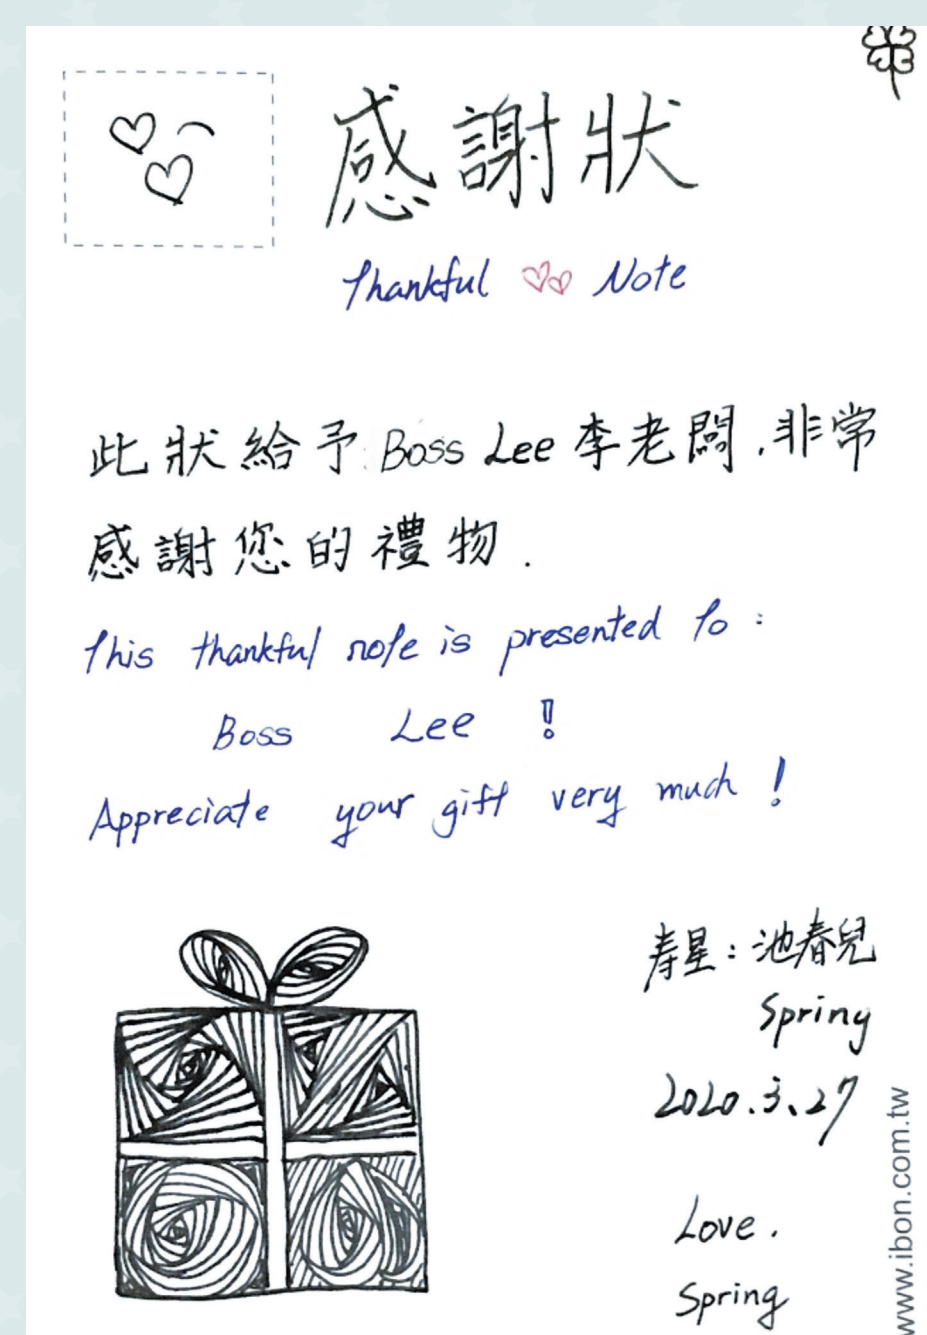 感謝狀
Thankful Note
此狀給予 Boss Lee 李老闆.非常
感謝您的禮物.
This thankful note is presented to:
Boss Lee !
Appreciate your gift very much !
寿星:池春兒
Spring
2020.3.27
Love.
Spring
www.ibon.com.tw